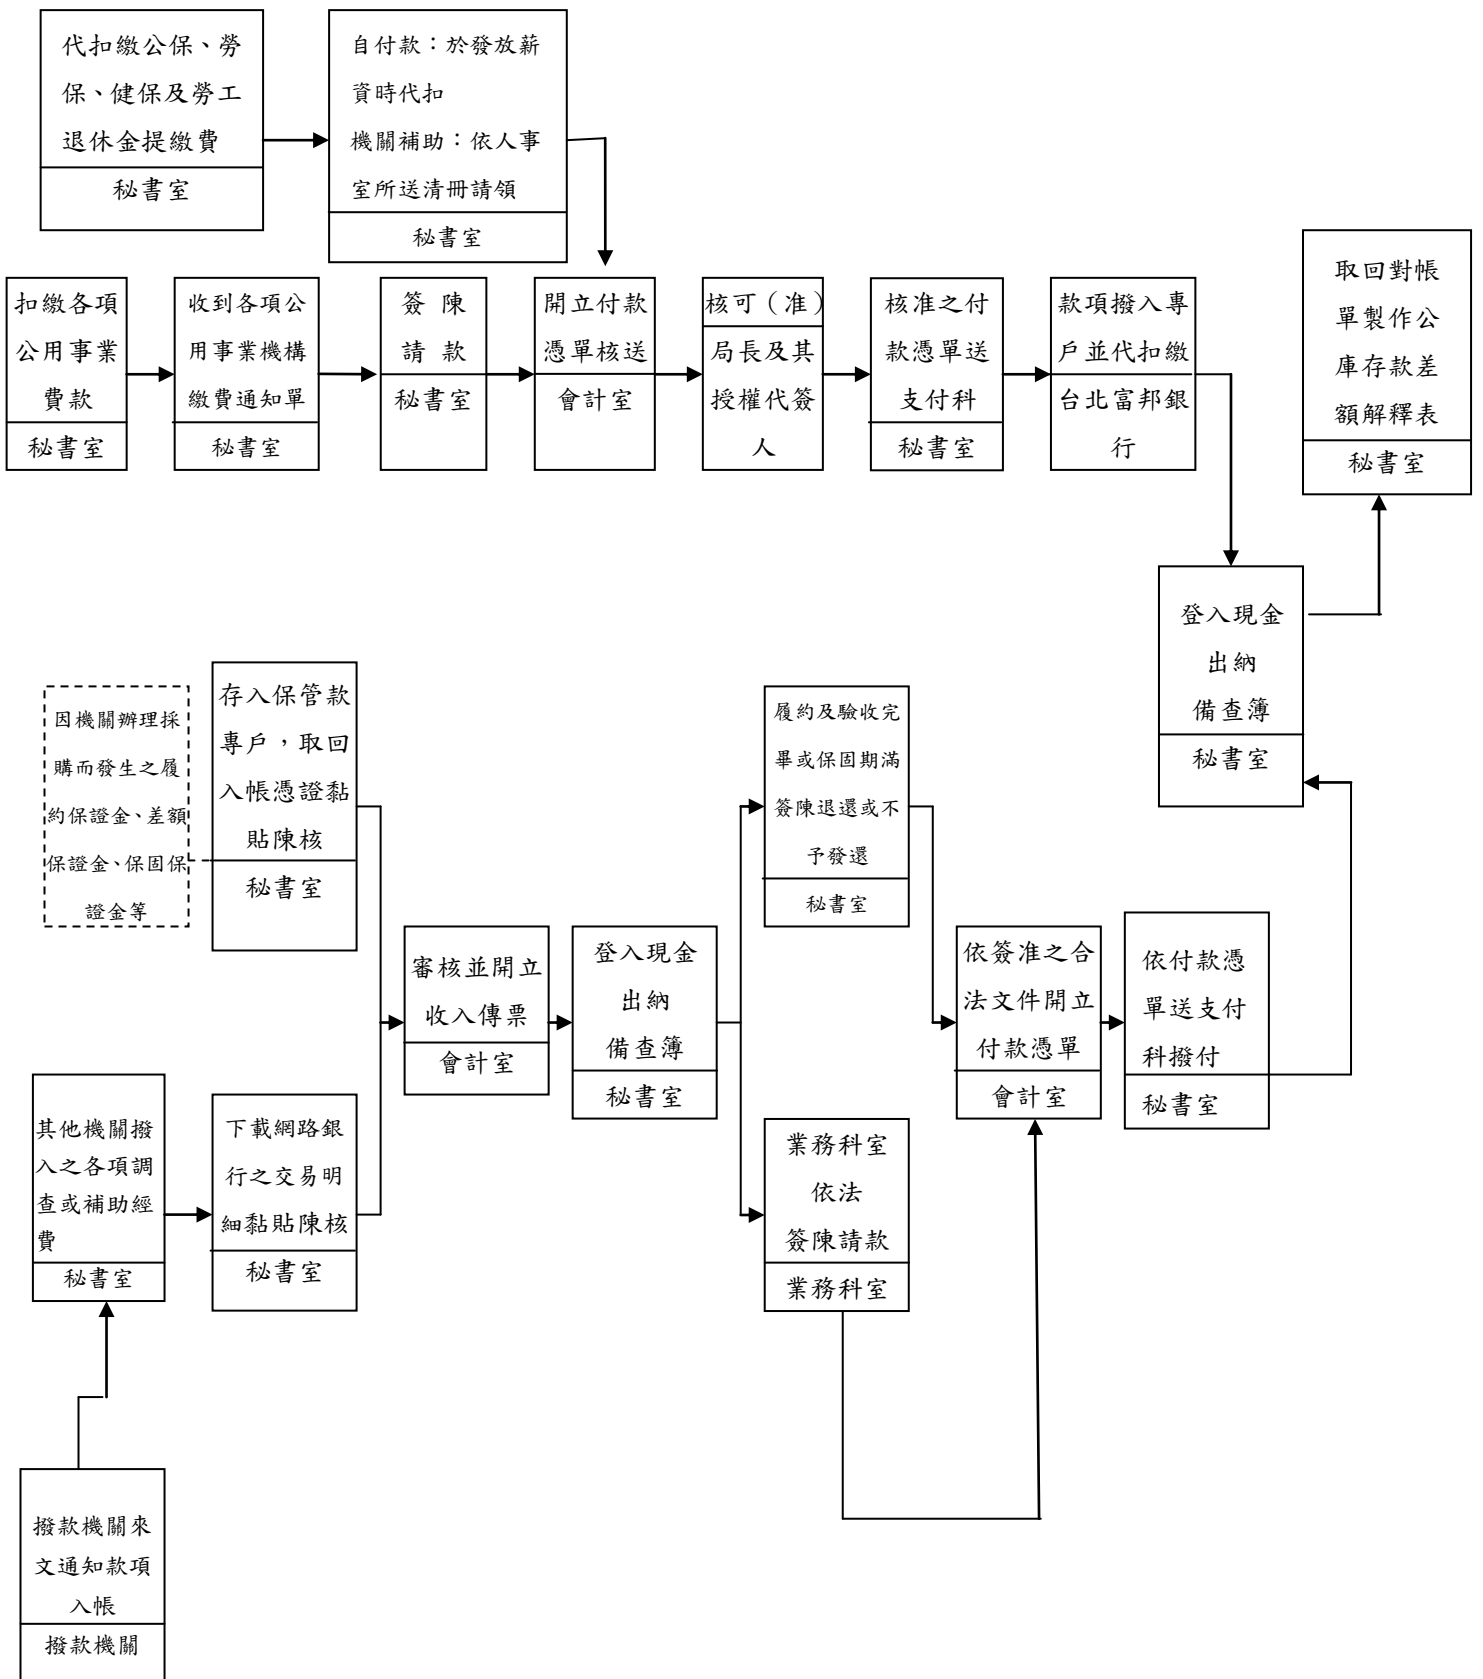 代扣繳公保、勞
保、健保及勞工
退休金提繳費
秘書室
自付款：於發放薪
資時代扣
機關補助：依人事
室所送清冊請領
秘書室
扣繳各項
公用事業
費款
秘書室
收到各項公
用事業機構
繳費通知單
秘書室
簽 陳
請 款
秘書室
開立付款
憑單核送
會計室
核可（准）
局長及其
授權代簽
人
核准之付
款憑單送
支付科
秘書室
款項撥入專
戶並代扣繳
台北富邦銀
行
取回對帳
單製作公
庫存款差
額解釋表
秘書室
登入現金
出納
備查簿
秘書室
因機關辦理採
購而發生之履
約保證金、差額
保證金、保固保
證金等
存入保管款
專戶，取回
入帳憑證黏
貼陳核
秘書室
審核並開立
收入傳票
會計室
登入現金
出納
備查簿
秘書室
履約及驗收完
畢或保固期滿
簽陳退還或不
予發還
秘書室
依簽准之合
法文件開立
付款憑單
會計室
依付款憑
單送支付
科撥付
秘書室
其他機關撥
入之各項調
查或補助經
費
秘書室
下載網路銀
行之交易明
細黏貼陳核
秘書室
業務科室
依法
簽陳請款
業務科室
撥款機關來
文通知款項
入帳
撥款機關